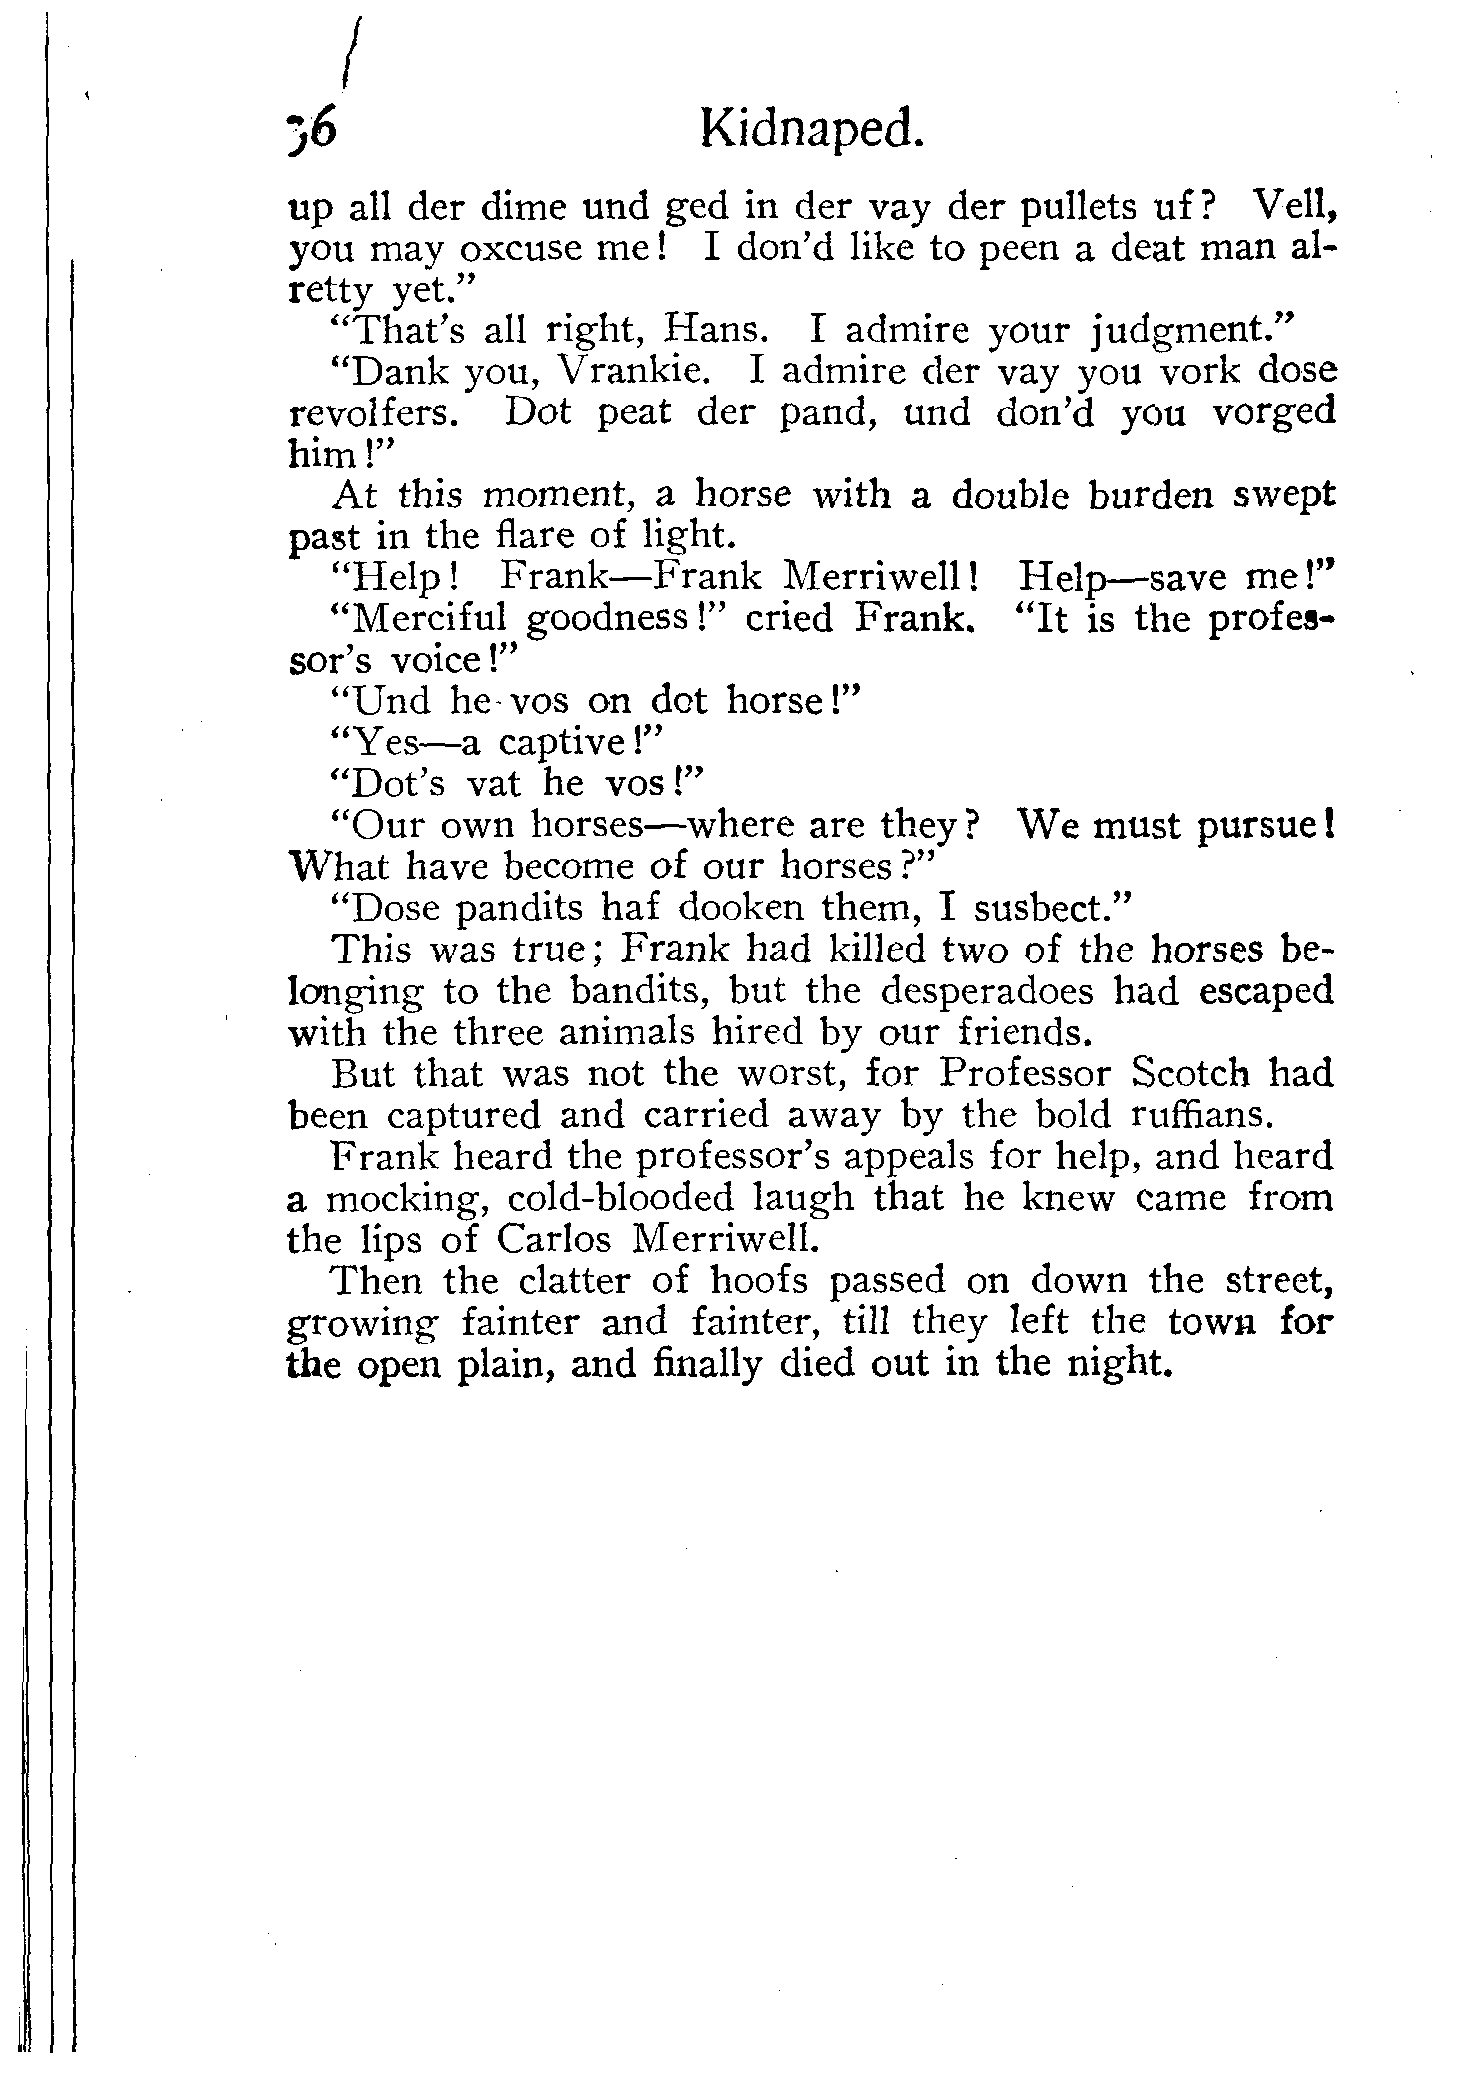 36 Kidnaped.
up all der dime und ged in der vay der pullets uf? Vell,
you may oxcuse me! I don'd like to peen a deat man al-
retty yet."
"That's all right, Hans. I admire your judgment."
"Dank you, Vrankie. I admire der vay you vork dose
revolfers. Dot peat der pand, und don'd you vorged
him!"
At this moment, a horse with a double burden swept
past in the flare of light.
"Help! Frank—Frank Merriwell! Help—save me!"
"Merciful goodness!" cried Frank. "It is the profes-
sor's voice!"
"Und he vos on dot horse!"
"Yes—a captive!"
"Dot's vat he vos!"
"Our own horses—where are they? We must pursue!
What have become of our horses?"
"Dose pandits haf dooken them, I susbect."
This was true; Frank had killed two of the horses be-
longing to the bandits, but the desperadoes had escaped
with the three animals hired by our friends.
But that was not the worst, for Professor Scotch had
been captured and carried away by the bold ruffians.
Frank heard the professor's appeals for help, and heard
a mocking, cold-blooded laugh that he knew came from
the lips of Carlos Merriwell.
Then the clatter of hoofs passed on down the street,
growing fainter and fainter, till they left the town for
the open plain, and finally died out in the night.